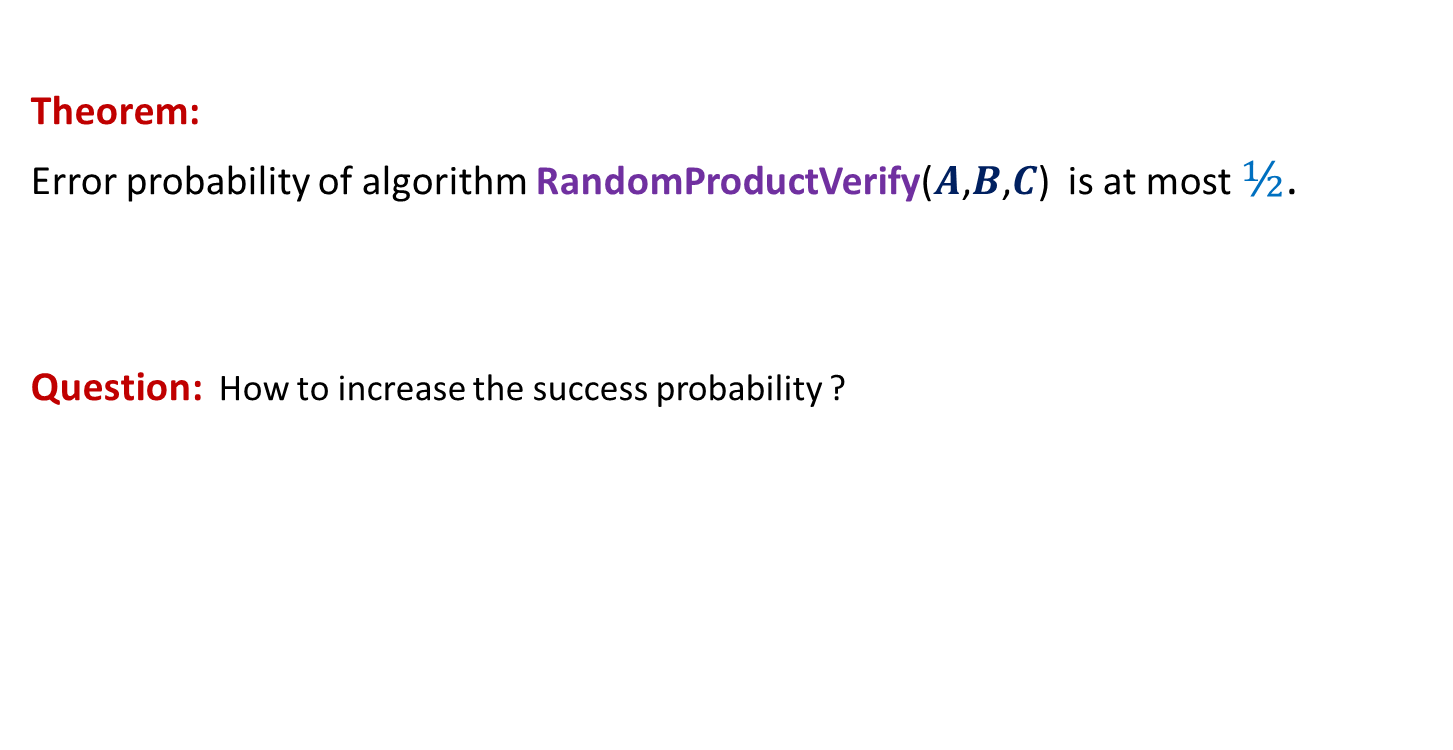 Theorem:
Error probability of algorithm RandomProductVerify(A,B,C) is at most ½.
Question: How to increase the success probability ?